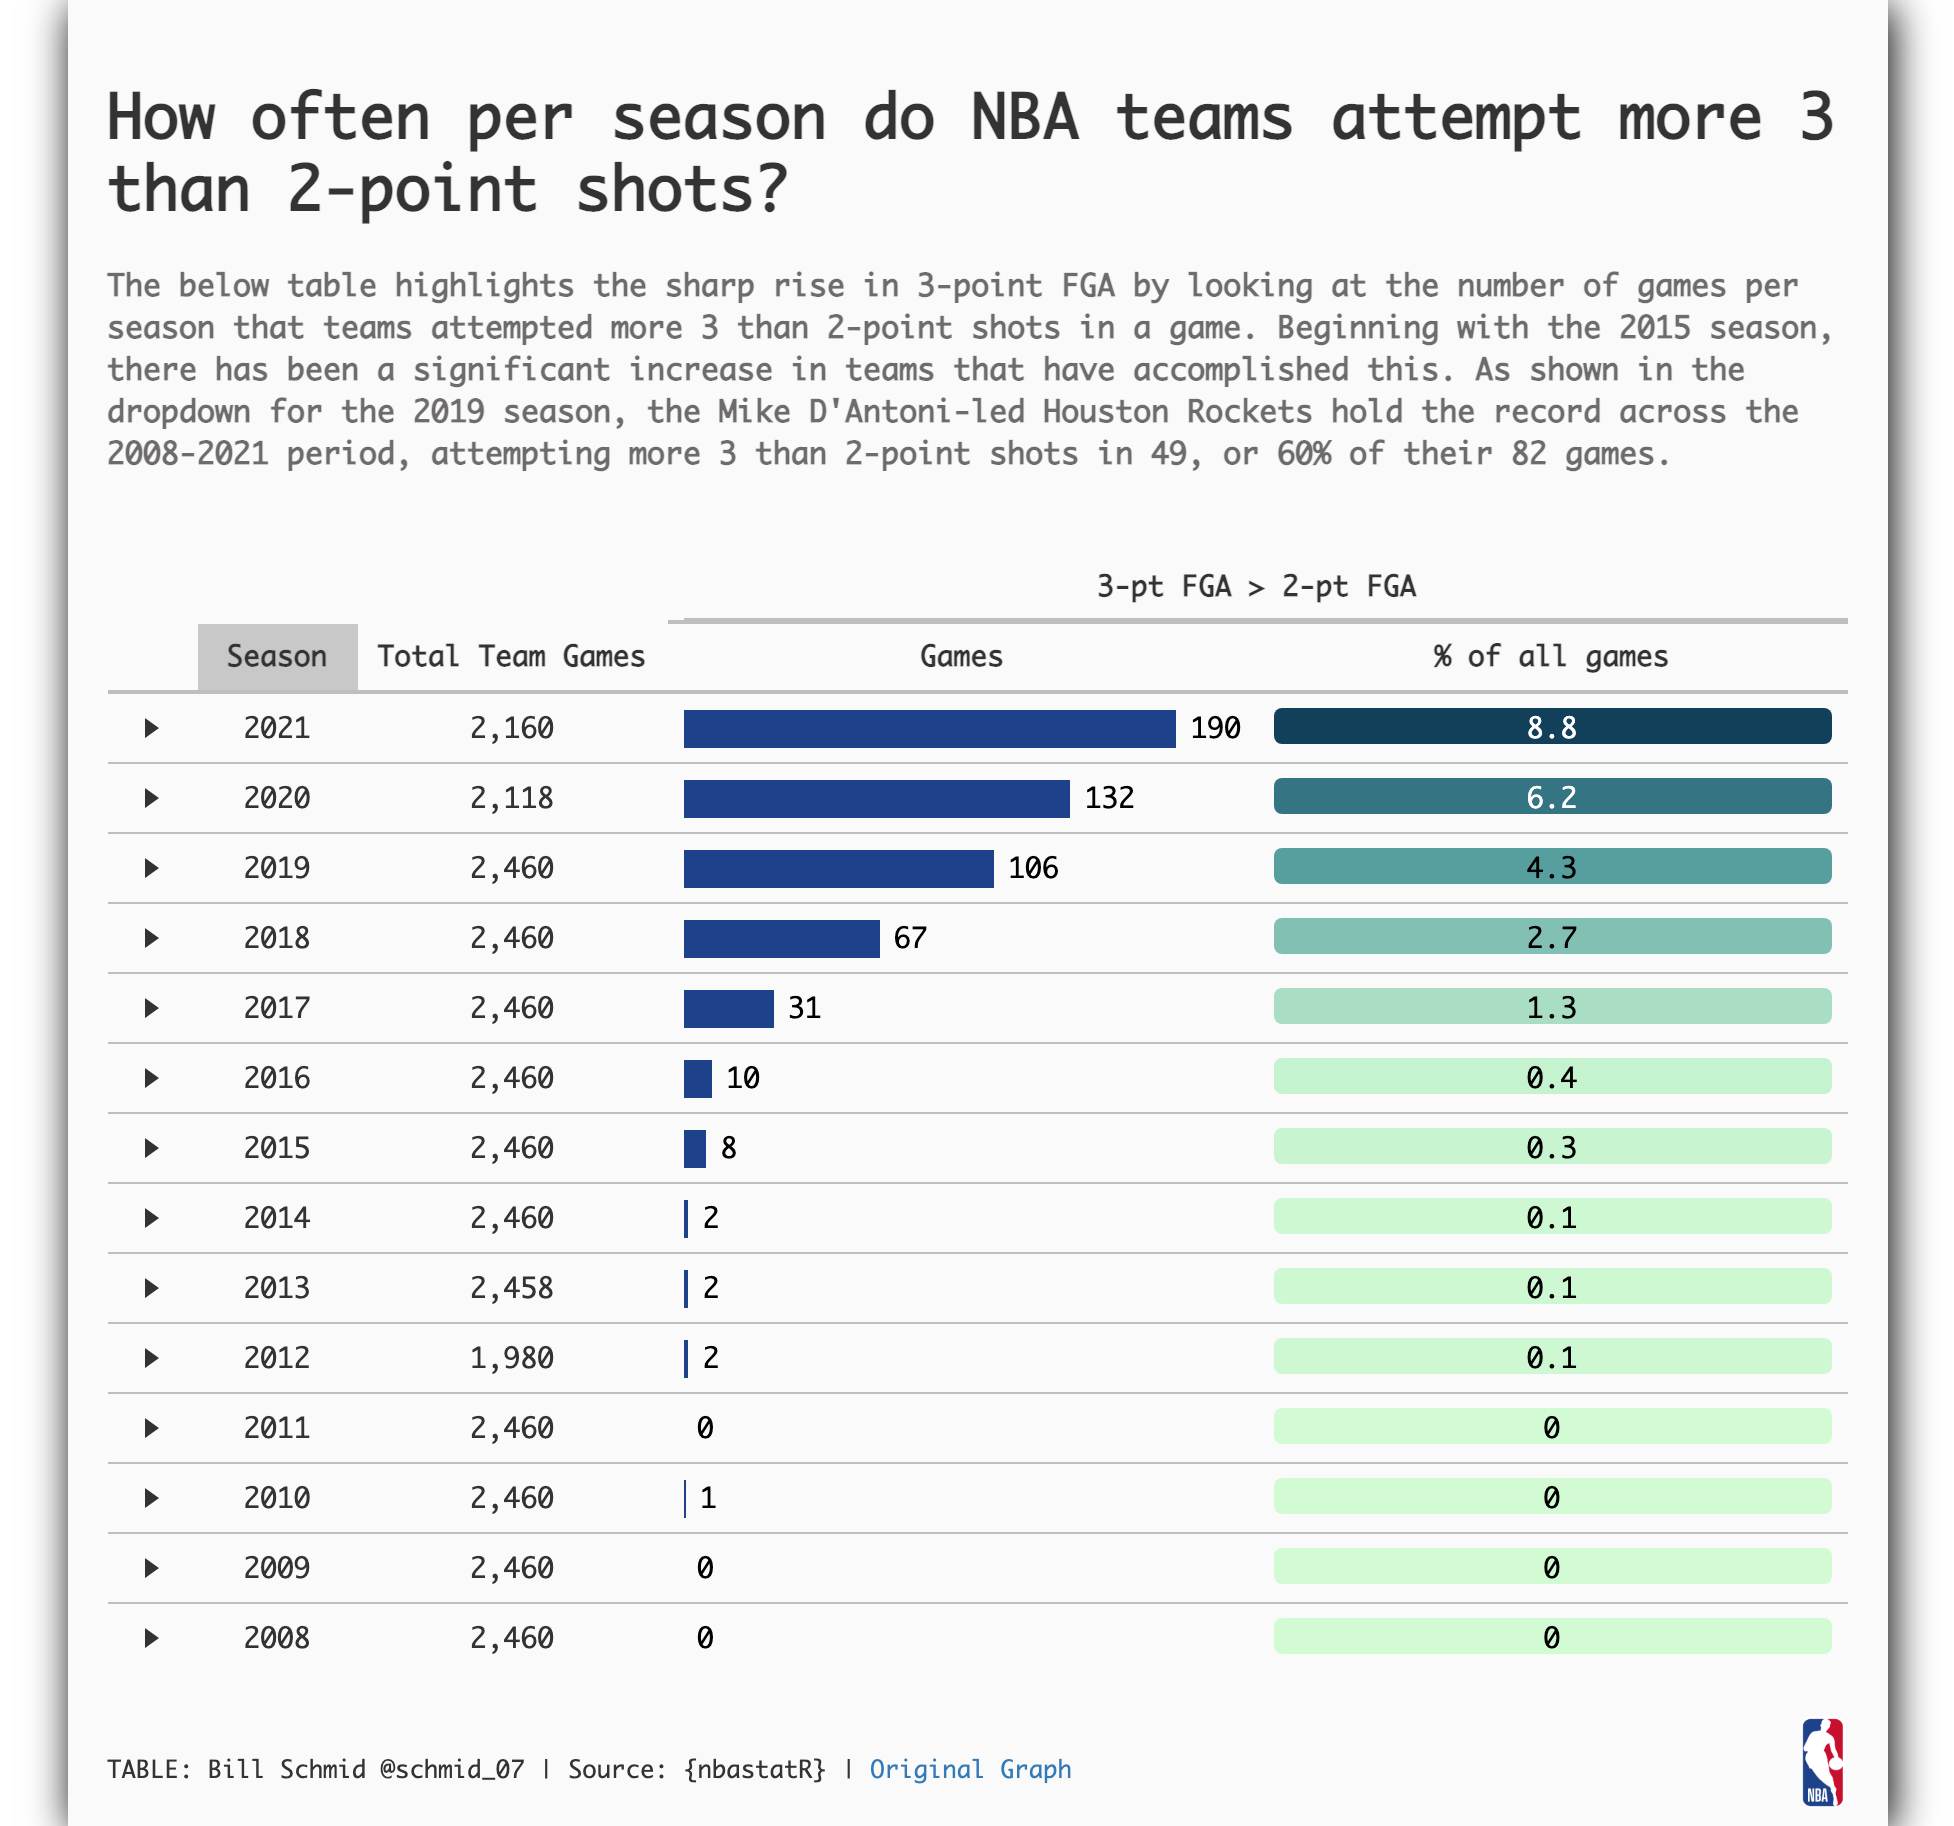 How often per season do NBA teams attempt more 3
than 2-point shots?
The below table highlights the sharp rise in 3-point FGA by looking at the number of games per
season that teams attempted more 3 than 2-point shots in a game. Beginning with the 2015 season,
there has been a significant increase in teams that have accomplished this. As shown in the
dropdown for the 2019 season, the Mike D'Antoni-led Houston Rockets hold the record across the
2008-2021 period, attempting more 3 than 2-point shots in 49, or 60% of their 82 games.
3-pt FGA > 2-pt FGA
Season Total Team Games Games % of all games
2021 2,160 190 8.8
2020 2,118 132 6.2
2019 2,460 106 4.3
2018 2,460 67 2.7
2017 2,460 31 1.3
2016 2,460 10 0.4
2015 2,460 8 0.3
2014 2,460 2 0.1
2013 2,458 2 0.1
2012 1,980 2 0.1
2011 2,460 0 0
2010 2,460 1 0
2009 2,460 0 0
2008 2,460 0 0
TABLE: Bill Schmid @schmid_07 | Source: {nbastatR} | Original Graph
NBA